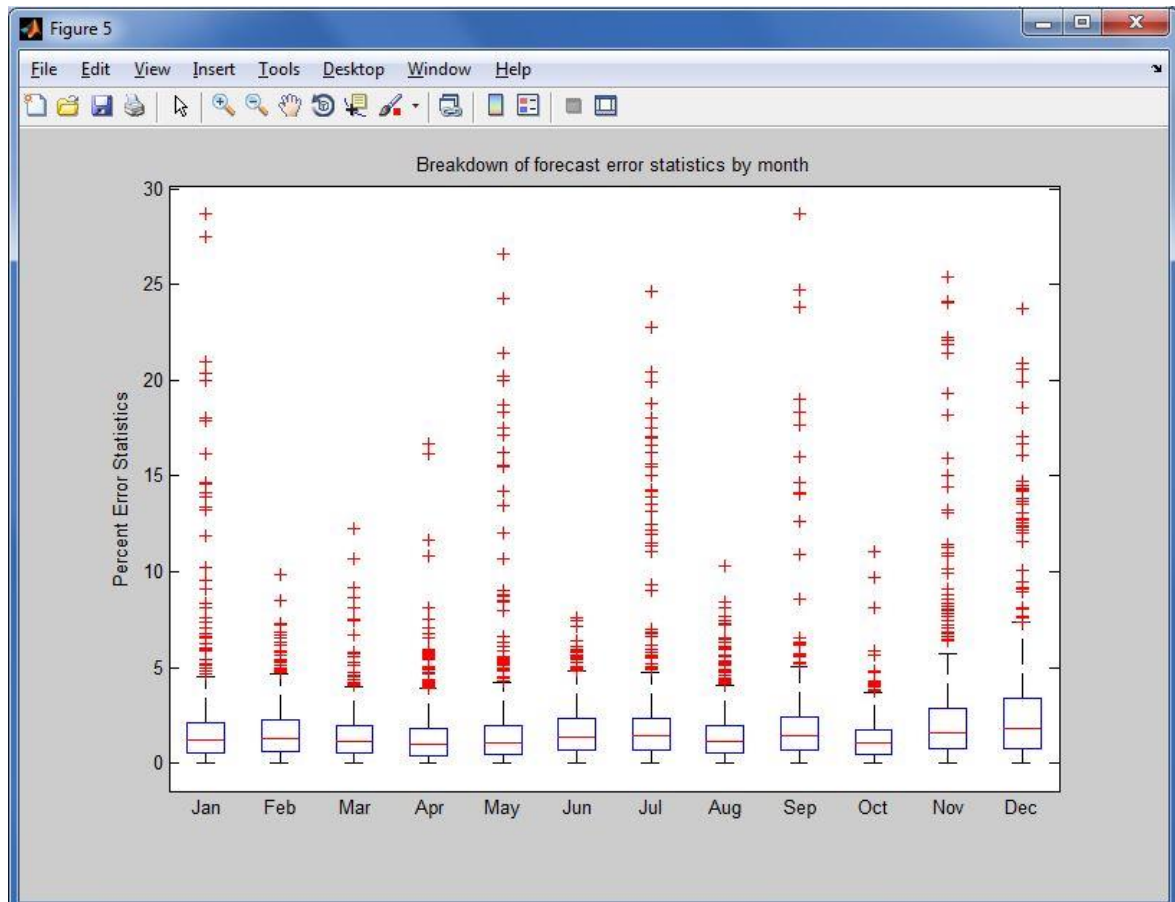 Figure 5
File Edit View Insert Tools Desktop Window Help
Breakdown of forecast error statistics by month
30
25
20
15
10
5
0
Percent Error Statistics
Jan Feb Mar Apr May Jun Jul Aug Sep Oct Nov Dec